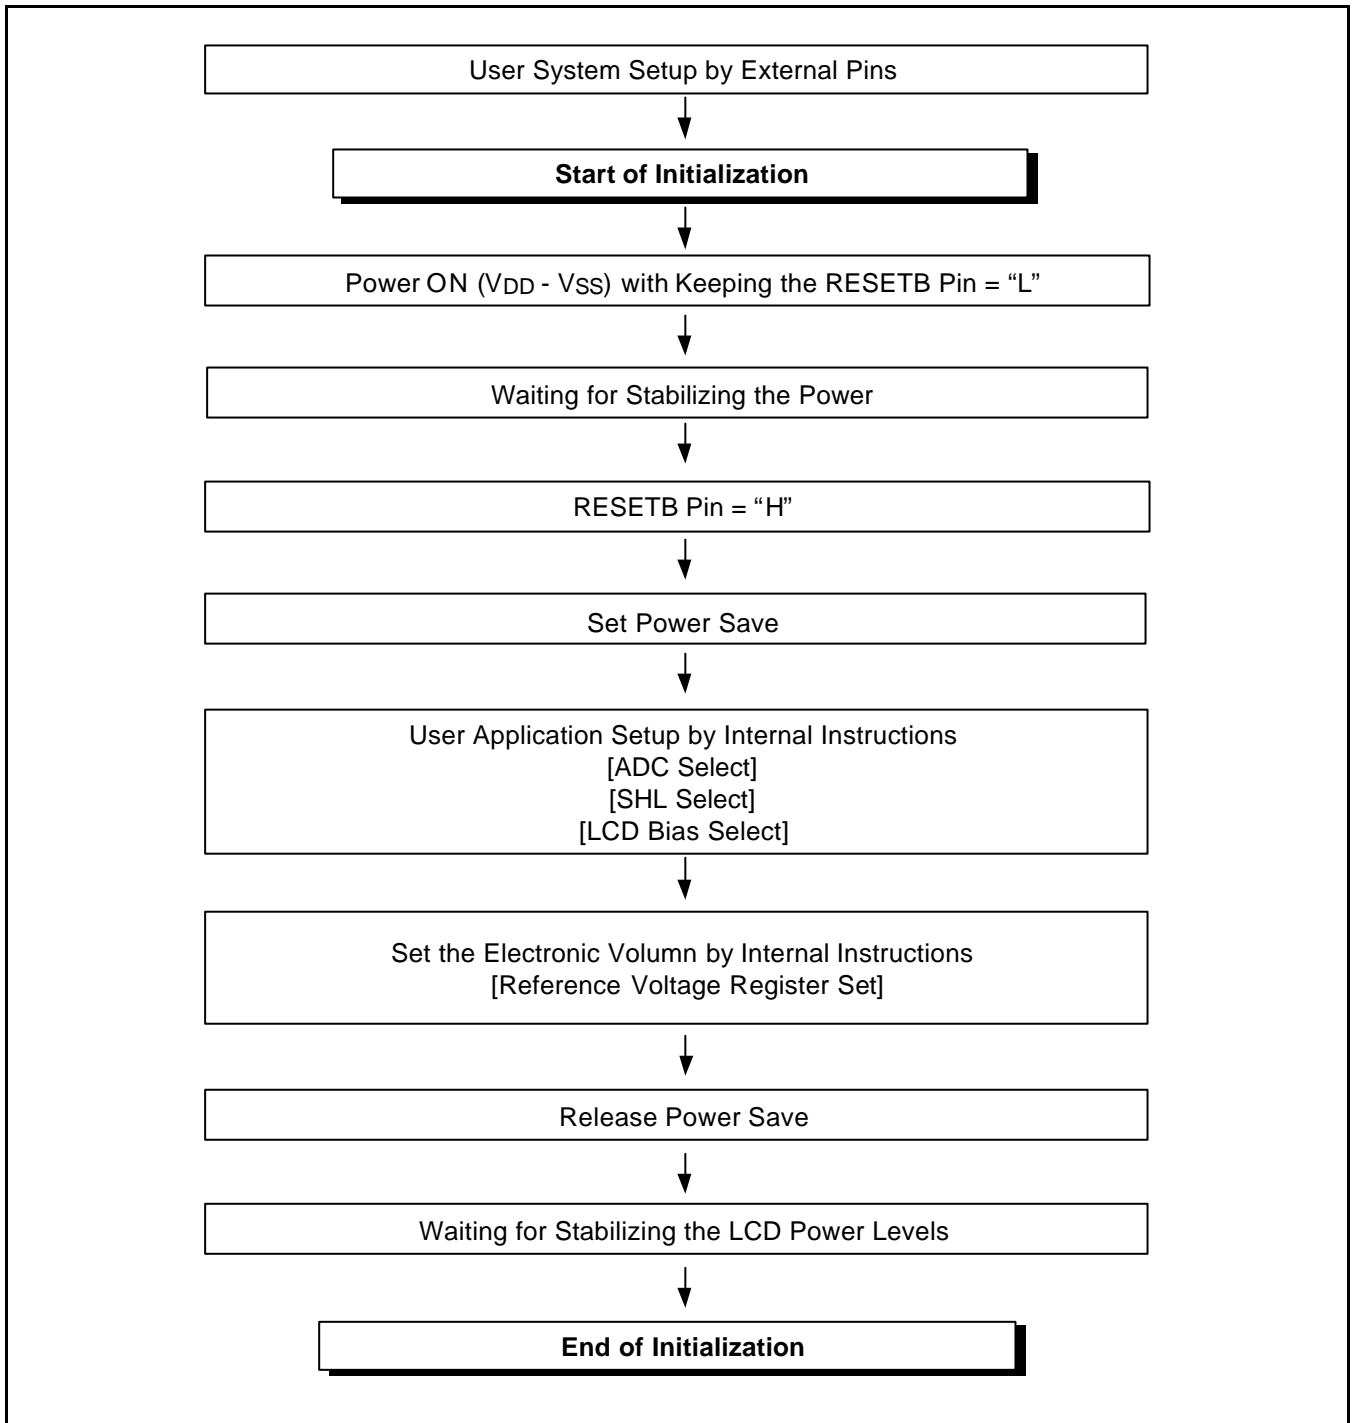 User System Setup by External Pins
Start of Initialization
Power ON (VDD - VSS) with Keeping the RESETB Pin = “L”
Waiting for Stabilizing the Power
RESETB Pin = “H”
Set Power Save
User Application Setup by Internal Instructions
[ADC Select]
[SHL Select]
[LCD Bias Select]
Set the Electronic Volumn by Internal Instructions
[Reference Voltage Register Set]
Release Power Save
Waiting for Stabilizing the LCD Power Levels
End of Initialization